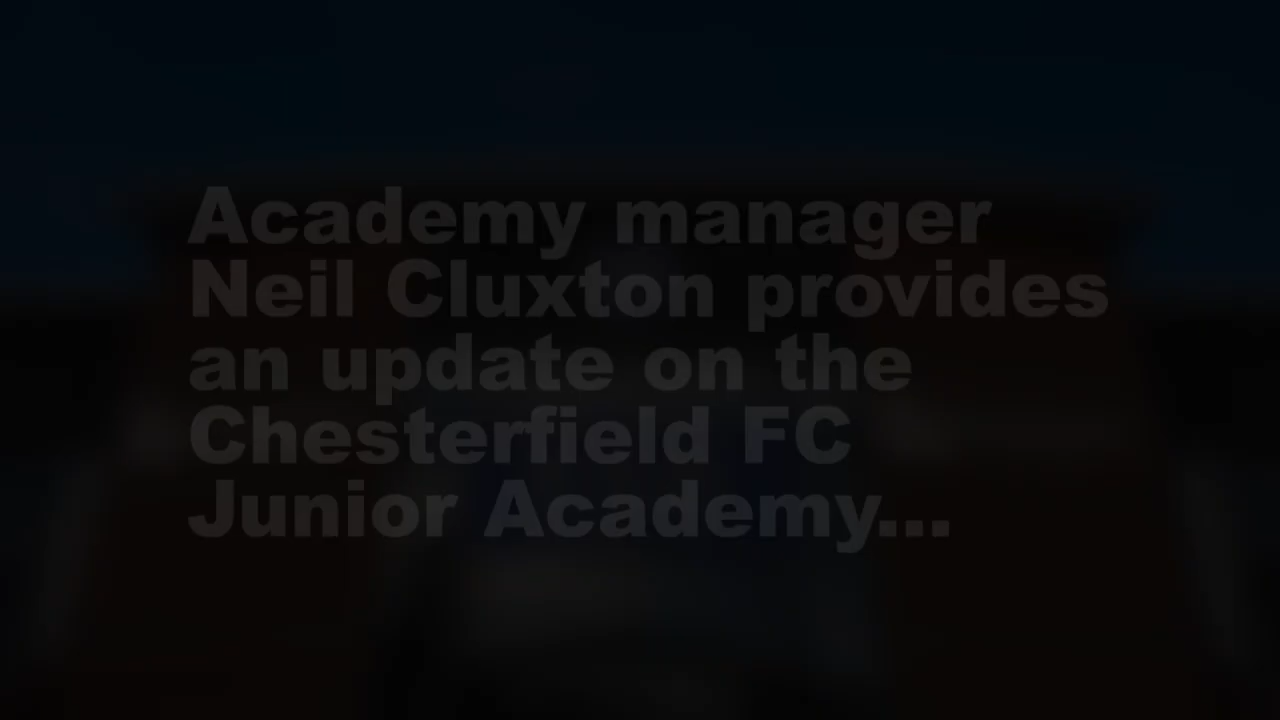 Academy manager
Neil Cluxton provides
an update on the
Chesterfield FC
Junior Academy...